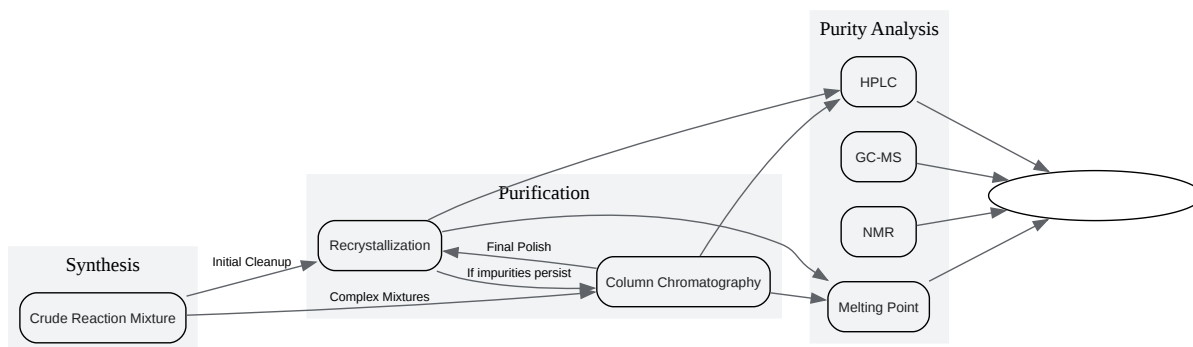 Purity Analysis
HPLC
GC-MS
Purification
Recrystallization
Final Polish
NMR
Synthesis
Initial Cleanup
If impurities persist
Column Chromatography
Complex Mixtures
Melting Point
Crude Reaction Mixture